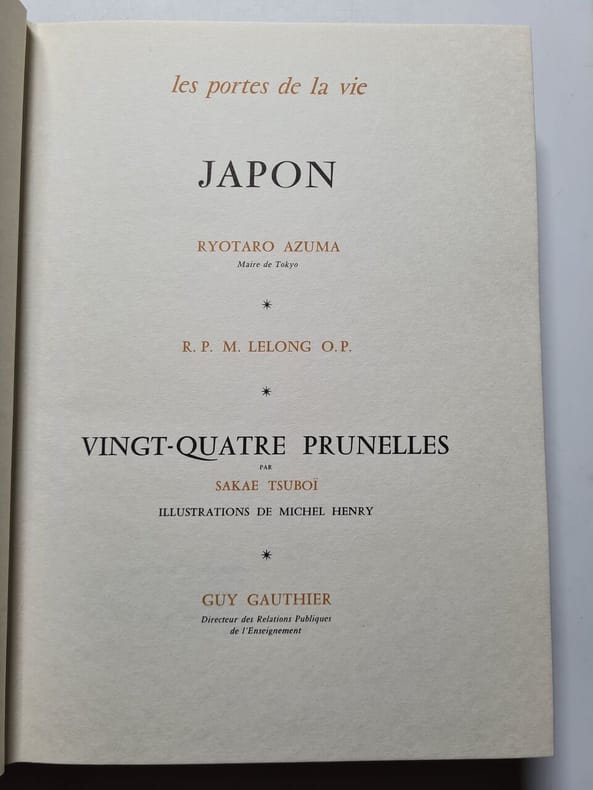 les portes de la vie
JAPON
RYOTARO AZUMA
Maire de Tokyo
R. P. M. LELONG O.P.
VINGT-QUATRE PRUNELLES
PAR
SAKAE TSUBOÏ
ILLUSTRATIONS DE MICHEL HENRY
GUY GAUTHIER
Directeur des Relations Publiques
de l'Enseignement